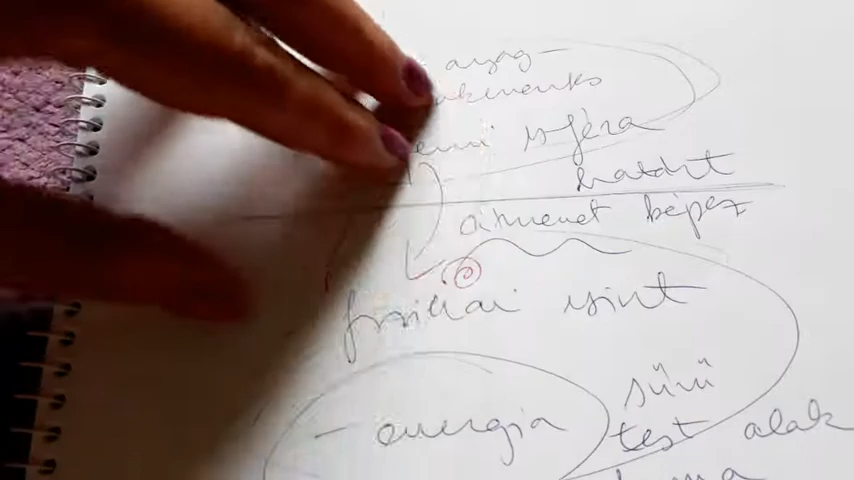 anyag
szféra
határt
átmenet képez
fizikai szint
- energia
sűrű
test alak